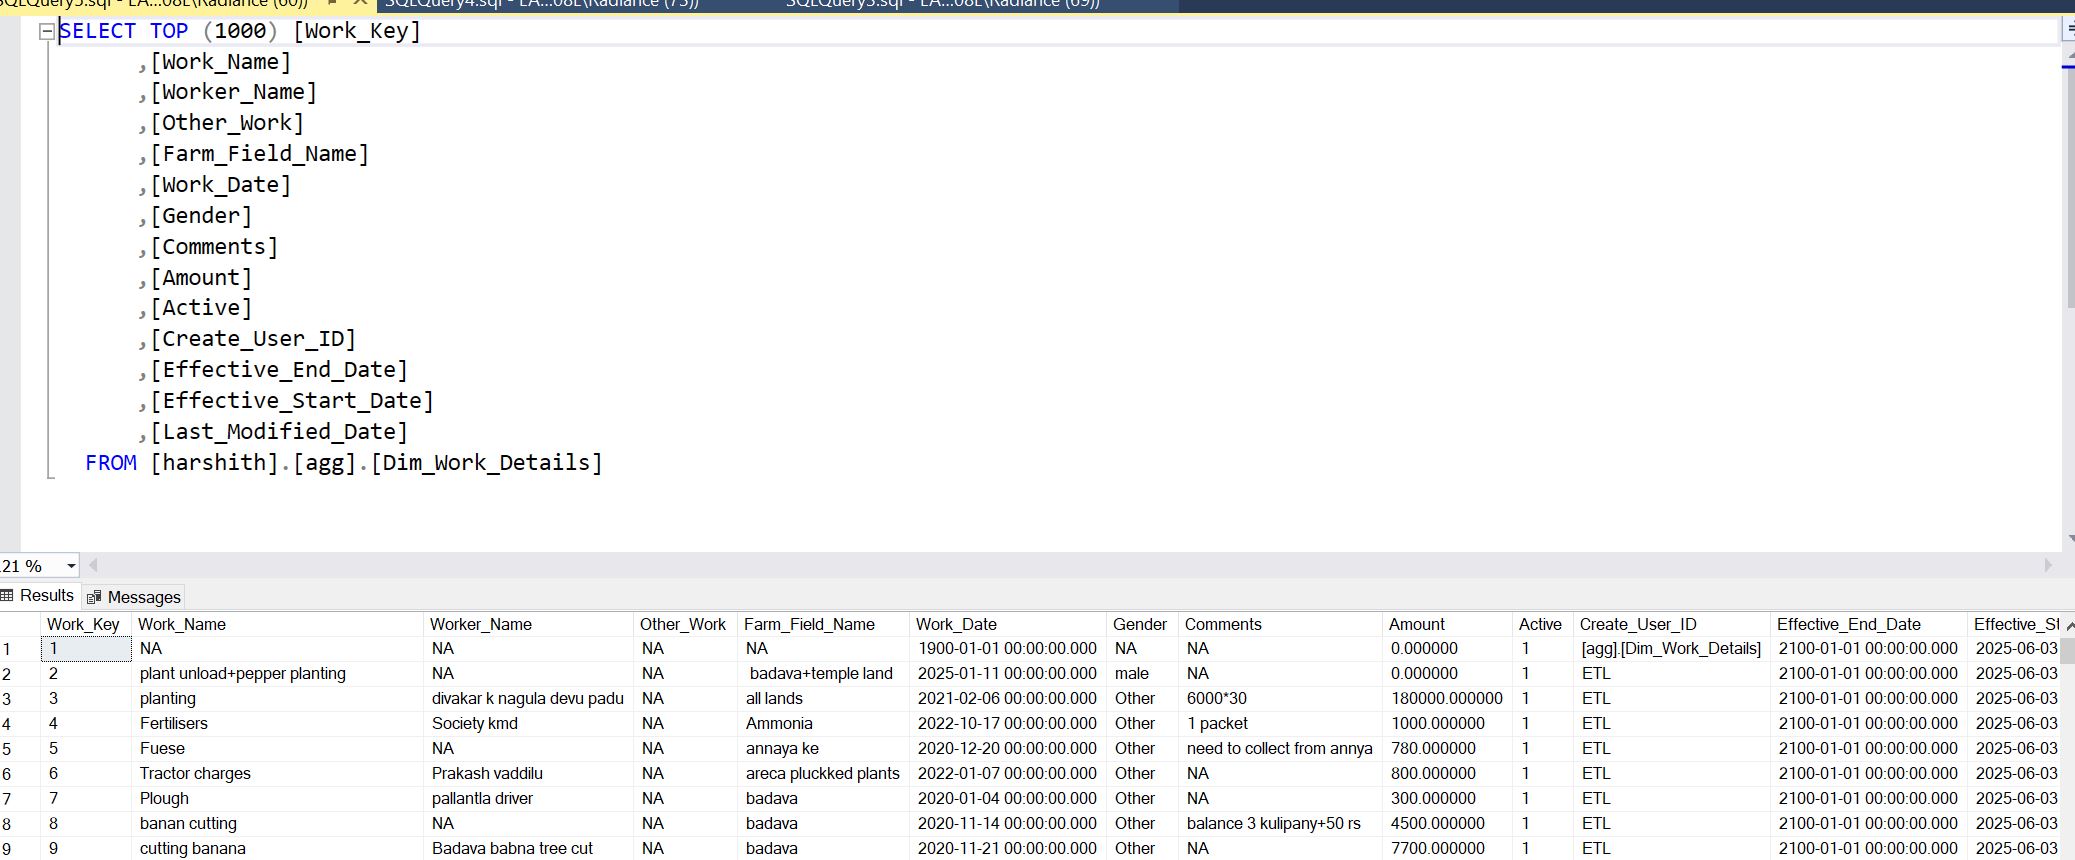 SQLQuery4.sql - LA...08L\Radiance (73))
SELECT TOP (1000) [Work_Key]
,[Work_Name]
,[Worker_Name]
,[Other_Work]
,[Farm_Field_Name]
,[Work_Date]
,[Gender]
,[Comments]
,[Amount]
,[Active]
,[Create_User_ID]
,[Effective_End_Date]
,[Effective_Start_Date]
,[Last_Modified_Date]
FROM [harshith].[agg].[Dim_Work_Details]
21 %
Results Messages
Work_Key Work_Name Worker_Name Other_Work Farm_Field_Name Work_Date Gender Comments Amount Active Create_User_ID Effective_End_Date Effective_St
1 1 NA NA NA NA 1900-01-01 00:00:00.000 NA NA 0.000000 1 [agg].[Dim_Work_Details] 2100-01-01 00:00:00.000 2025-06-03
2 2 plant unload+pepper planting NA NA badava+temple land 2025-01-11 00:00:00.000 male NA 0.000000 1 ETL 2100-01-01 00:00:00.000 2025-06-03
3 3 planting divakar k nagula devu padu NA all lands 2021-02-06 00:00:00.000 Other 6000*30 180000.000000 1 ETL 2100-01-01 00:00:00.000 2025-06-03
4 4 Fertilisers Society kmd NA Ammonia 2022-10-17 00:00:00.000 Other 1 packet 1000.000000 1 ETL 2100-01-01 00:00:00.000 2025-06-03
5 5 Fuese NA NA annaya ke 2020-12-20 00:00:00.000 Other need to collect from annya 780.000000 1 ETL 2100-01-01 00:00:00.000 2025-06-03
6 6 Tractor charges Prakash vaddilu NA areca pluckked plants 2022-01-07 00:00:00.000 Other NA 800.000000 1 ETL 2100-01-01 00:00:00.000 2025-06-03
7 7 Plough pallantla driver NA badava 2020-01-04 00:00:00.000 Other NA 300.000000 1 ETL 2100-01-01 00:00:00.000 2025-06-03
8 8 banan cutting NA NA badava 2020-11-14 00:00:00.000 Other balance 3 kulipany+50 rs 4500.000000 1 ETL 2100-01-01 00:00:00.000 2025-06-03
9 9 cutting banana Badava babna tree cut NA badava 2020-11-21 00:00:00.000 Other NA 7700.000000 1 ETL 2100-01-01 00:00:00.000 2025-06-03